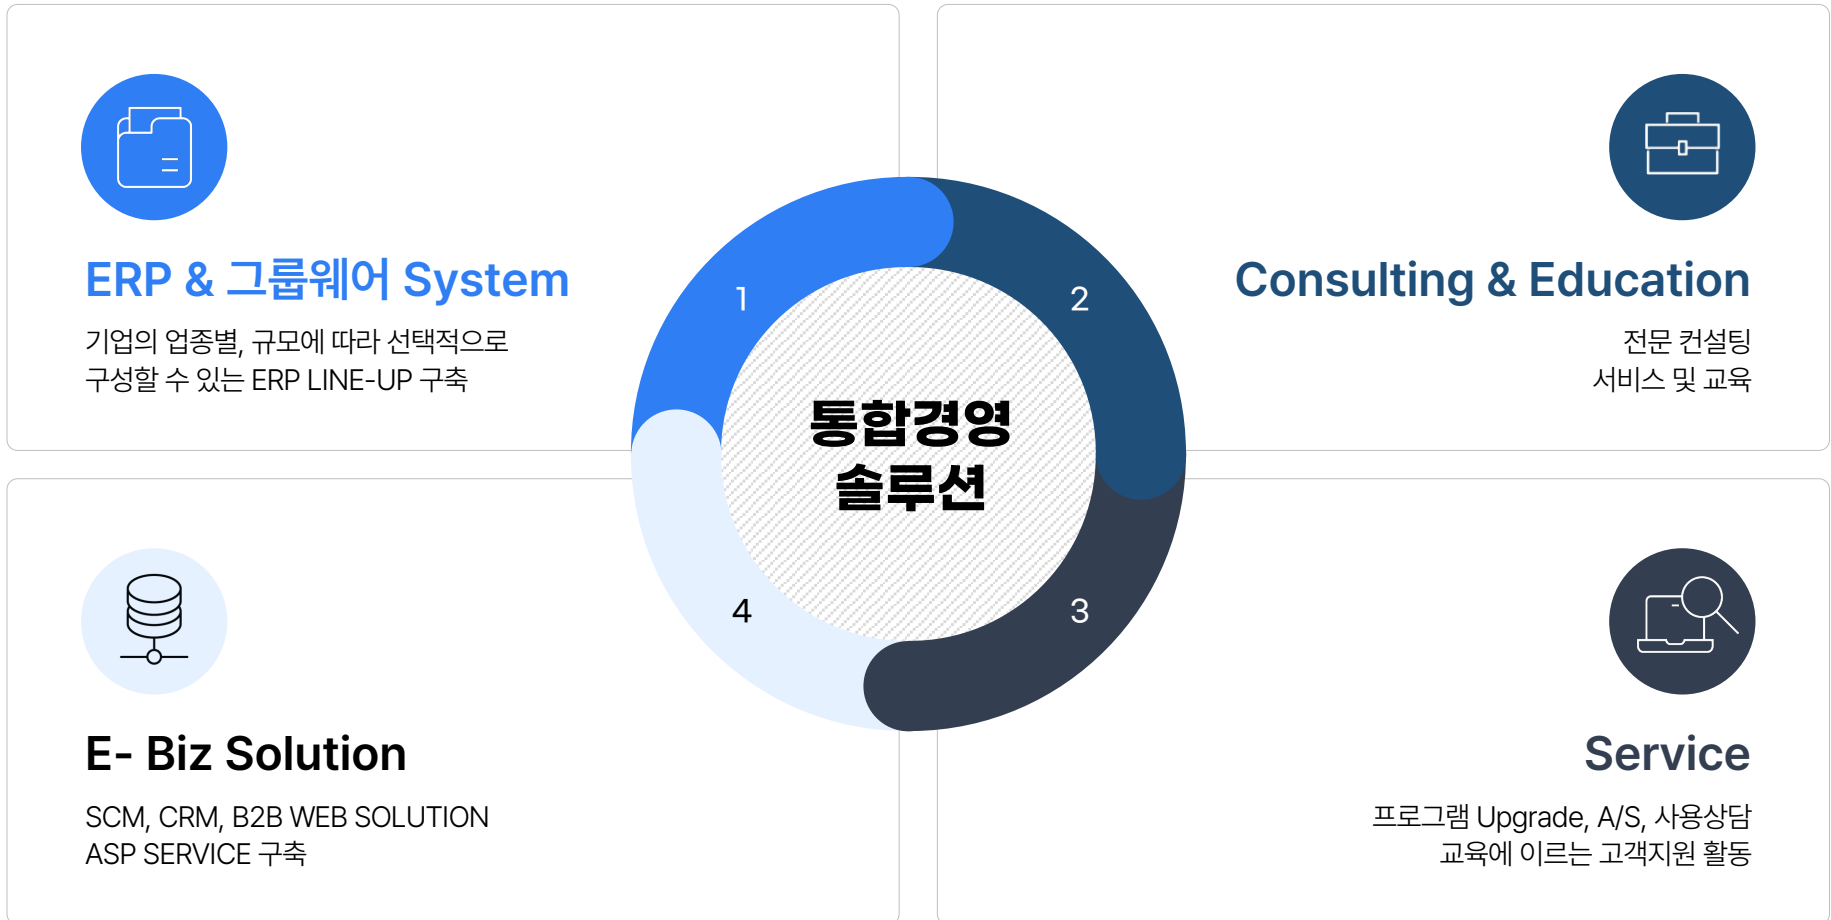 ERP & 그룹웨어 System
기업의 업종별, 규모에 따라 선택적으로
구성할 수 있는 ERP LINE-UP 구축
Consulting & Education
전문 컨설팅
서비스 및 교육
1
2
통합경영
솔루션
4
3
E- Biz Solution
SCM, CRM, B2B WEB SOLUTION
ASP SERVICE 구축
Service
프로그램 Upgrade, A/S, 사용상담
교육에 이르는 고객지원 활동